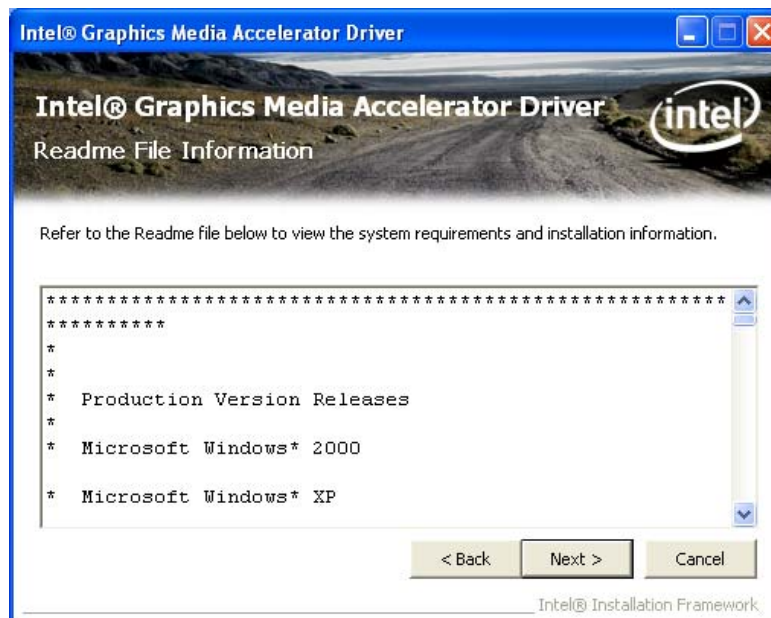 Intel® Graphics Media Accelerator Driver
Intel® Graphics Media Accelerator Driver
intel
Readme File Information
Refer to the Readme file below to view the system requirements and installation information.
********************************************************
**********
*
*
* Production Version Releases
*
* Microsoft Windows* 2000
* Microsoft Windows* XP
< Back
Next >
Cancel
Intel® Installation Framework